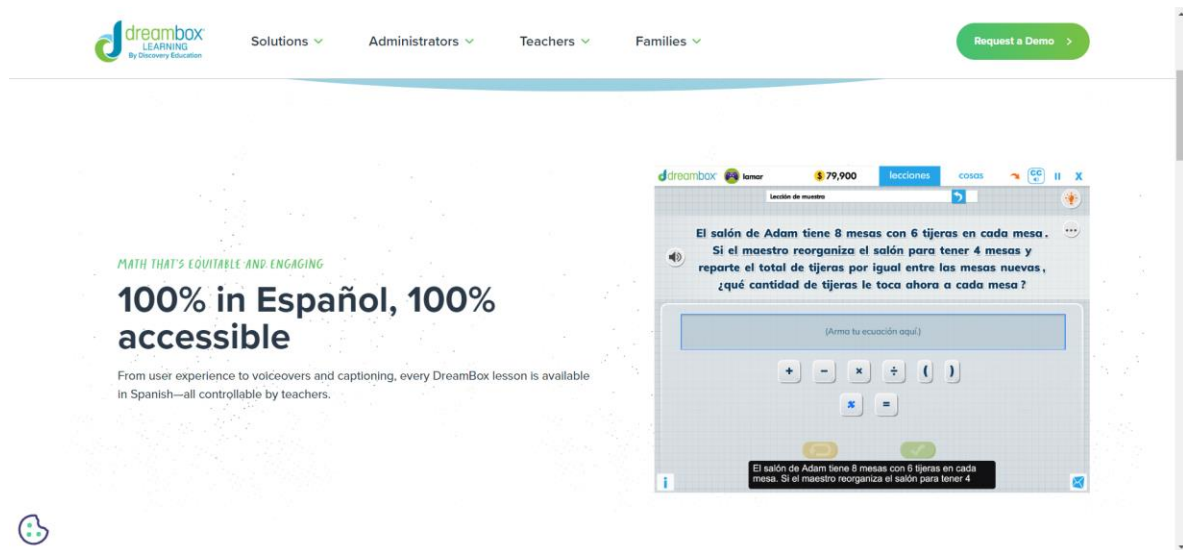 dreambox
LEARNING
By Discovery Education
Solutions
Administrators
Teachers
Families
Request a Demo
MATH THAT'S EQUITABLE AND ENGAGING
100% in Español, 100%
accessible
From user experience to voiceovers and captioning, every DreamBox lesson is available
in Spanish—all controllable by teachers.
dreambox lamar $ 79,900 lecciones cosas CC X
Lección de muestra
El salón de Adam tiene 8 mesas con 6 tijeras en cada mesa.
Si el maestro reorganiza el salón para tener 4 mesas y
reparte el total de tijeras por igual entre las mesas nuevas,
¿qué cantidad de tijeras le toca ahora a cada mesa?
(Arma tu ecuación aquí.)
+ − × ÷ ( )
x =
El salón de Adam tiene 8 mesas con 6 tijeras en cada
mesa. Si el maestro reorganiza el salón para tener 4
i